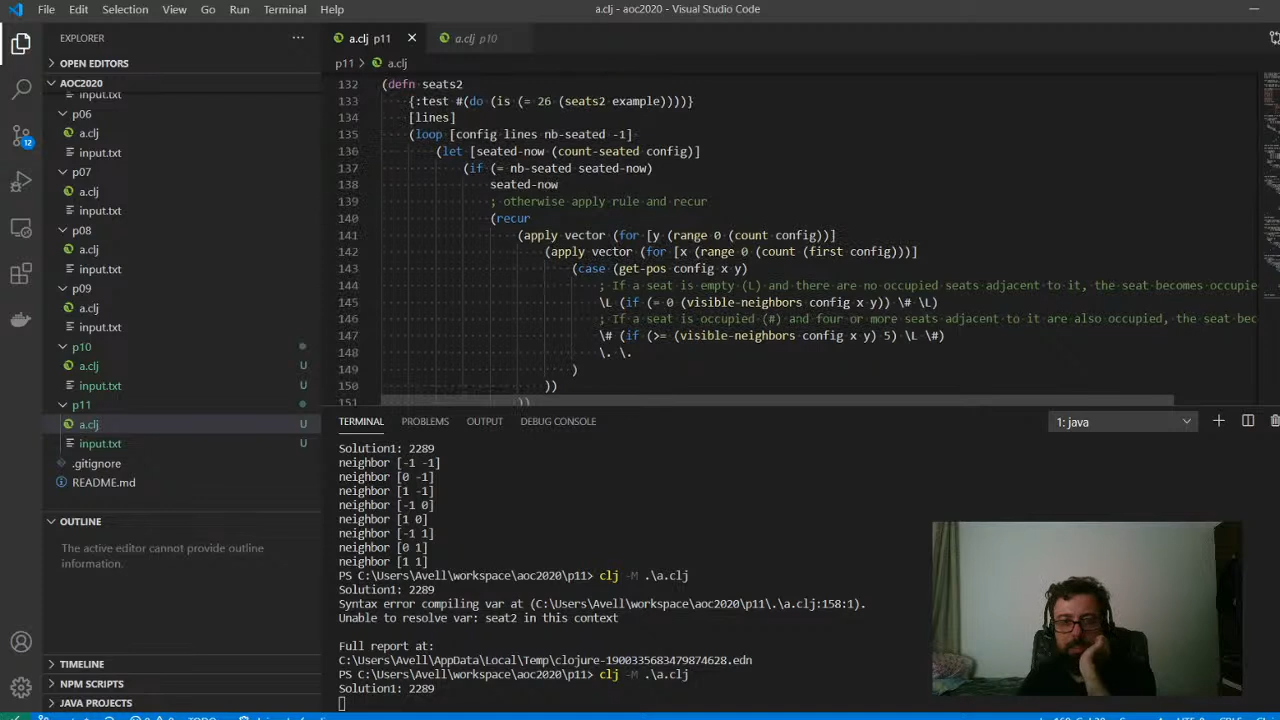 File Edit Selection View Go Run Terminal Help
a.clj - aoc2020 - Visual Studio Code
EXPLORER
OPEN EDITORS
AOC2020
input.txt
p06
a.clj
input.txt
p07
a.clj
input.txt
p08
a.clj
input.txt
p09
a.clj
input.txt
p10
a.clj U
input.txt U
p11
a.clj U
input.txt U
.gitignore
README.md
OUTLINE
The active editor cannot provide outline
information.
TIMELINE
NPM SCRIPTS
JAVA PROJECTS
12
a.clj p11
a.clj p10
p11 > a.clj
132 (defn seats2
133 {:test #(do (is (= 26 (seats2 example))))}
134 [lines]
135 (loop [config lines nb-seated -1]
136 (let [seated-now (count-seated config)]
137 (if (= nb-seated seated-now)
138 seated-now
139 ; otherwise apply rule and recur
140 (recur
141 (apply vector (for [y (range 0 (count config))]
142 (apply vector (for [x (range 0 (count (first config)))]
143 (case (get-pos config x y)
144 ; If a seat is empty (L) and there are no occupied seats adjacent to it, the seat becomes occupie
145 \L (if (= 0 (visible-neighbors config x y)) \# \L)
146 ; If a seat is occupied (#) and four or more seats adjacent to it are also occupied, the seat bec
147 \# (if (>= (visible-neighbors config x y) 5) \L \#)
148 \. \.
149 )
150 ))
151 ))
TERMINAL PROBLEMS OUTPUT DEBUG CONSOLE
1: java
Solution1: 2289
neighbor [-1 -1]
neighbor [0 -1]
neighbor [1 -1]
neighbor [-1 0]
neighbor [1 0]
neighbor [-1 1]
neighbor [0 1]
neighbor [1 1]
PS C:\Users\Avell\workspace\aoc2020\p11> clj -M .\a.clj
Solution1: 2289
Syntax error compiling var at (C:\Users\Avell\workspace\aoc2020\p11\.\a.clj:158:1).
Unable to resolve var: seat2 in this context
Full report at:
C:\Users\Avell\AppData\Local\Temp\clojure-1900335683479874628.edn
PS C:\Users\Avell\workspace\aoc2020\p11> clj -M .\a.clj
Solution1: 2289